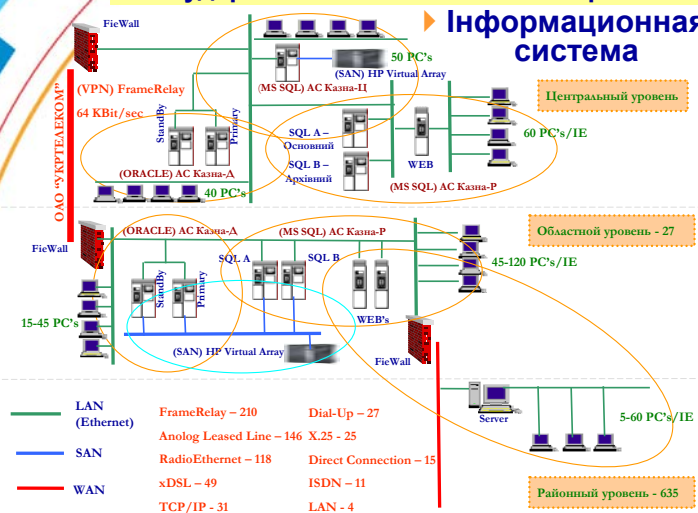 Інформационная
система
FieWall
50 PC's
(SAN) HP Virtual Array
(MS SQL) АС Казна-Ц
(VPN) FrameRelay
64 KBit/sec
ОАО "УКРТЕЛЕКОМ"
StandBy
Primary
(ORACLE) АС Казна-Д
40 PC's
SQL A –
Основний
SQL B –
Архівний
WEB
(MS SQL) АС Казна-Р
60 PC's/IE
Центральный уровень
FieWall
(ORACLE) АС Казна-Д
(MS SQL) АС Казна-Р
Областной уровень - 27
StandBy
Primary
SQL A
SQL B
45-120 PC's/IE
15-45 PC's
WEB's
(SAN) HP Virtual Array
FieWall
Server
5-60 PC's/IE
Районный уровень - 635
LAN
(Ethernet)
SAN
WAN
FrameRelay – 210
Anolog Leased Line – 146
RadioEthernet – 118
xDSL – 49
TCP/IP - 31
Dial-Up – 27
X.25 - 25
Direct Connection – 15
ISDN – 11
LAN - 4